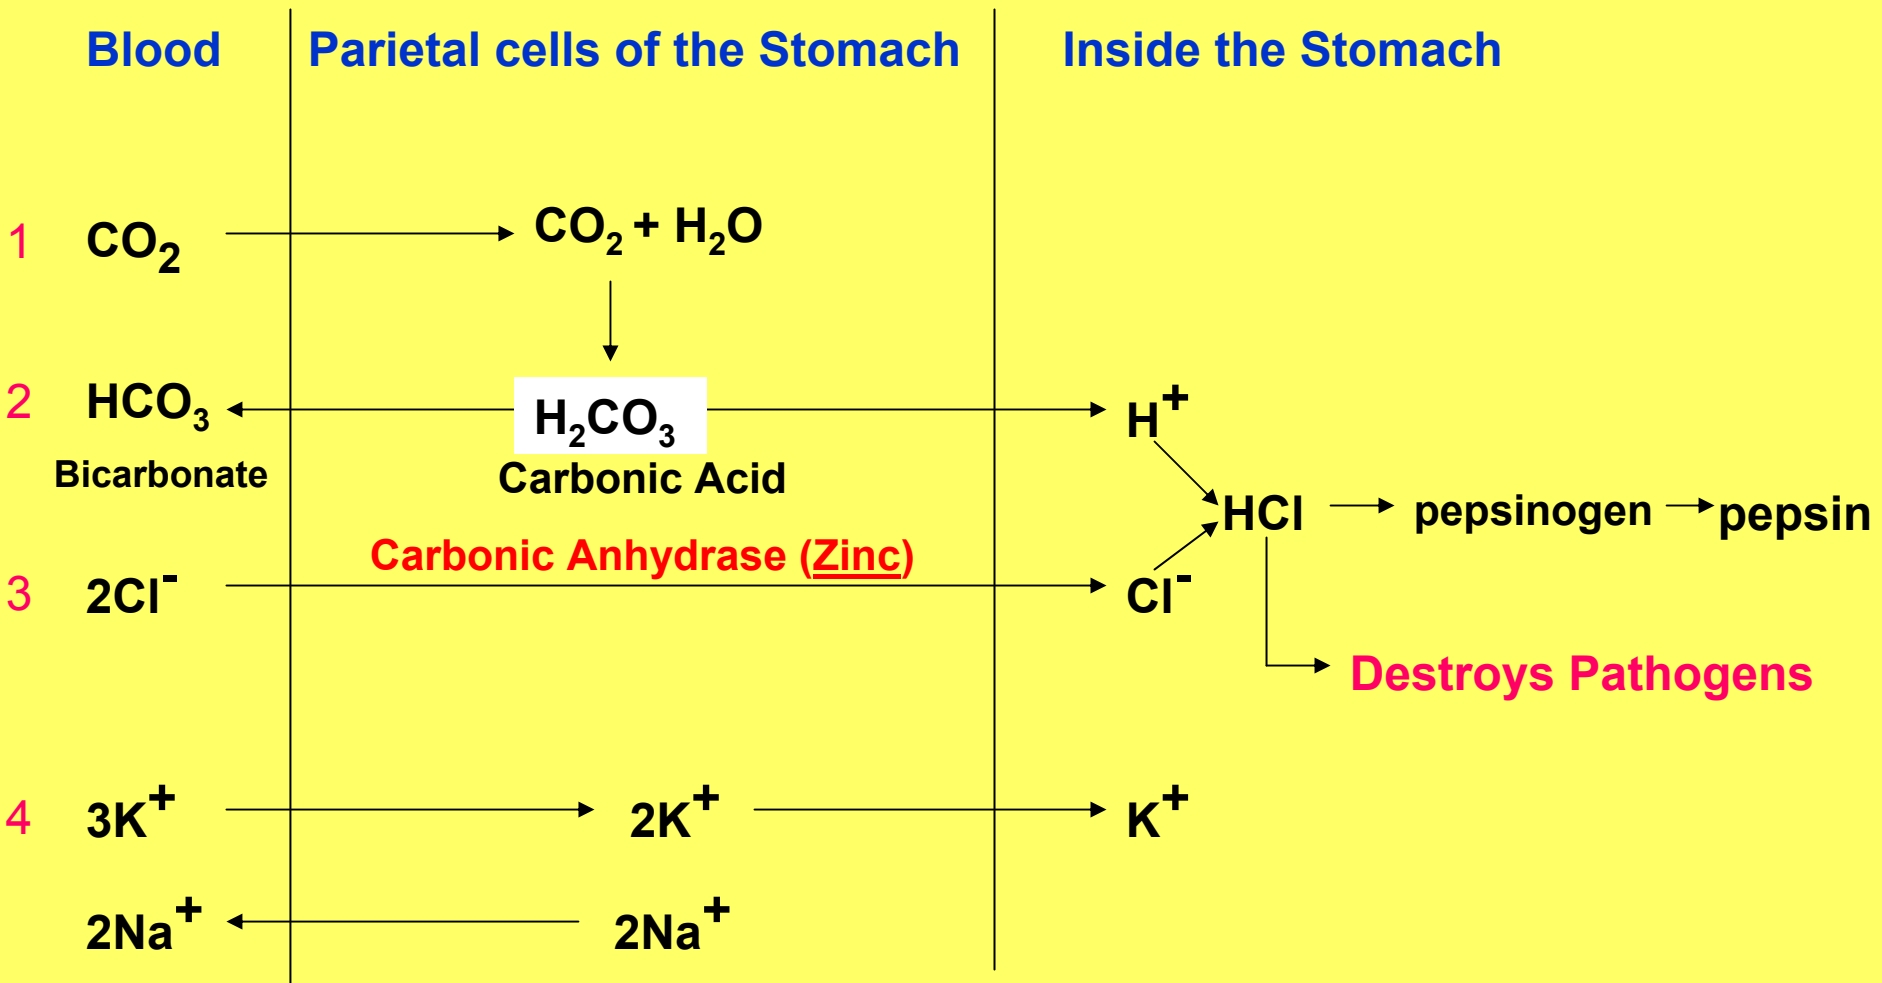 Blood Parietal cells of the Stomach Inside the Stomach
1 CO₂ CO₂ + H₂O
2 HCO₃ H₂CO₃ H⁺
Bicarbonate Carbonic Acid
HCl pepsinogen pepsin
Carbonic Anhydrase (Zinc)
3 2Cl⁻ Cl⁻
Destroys Pathogens
4 3K⁺ 2K⁺ K⁺
2Na⁺ 2Na⁺